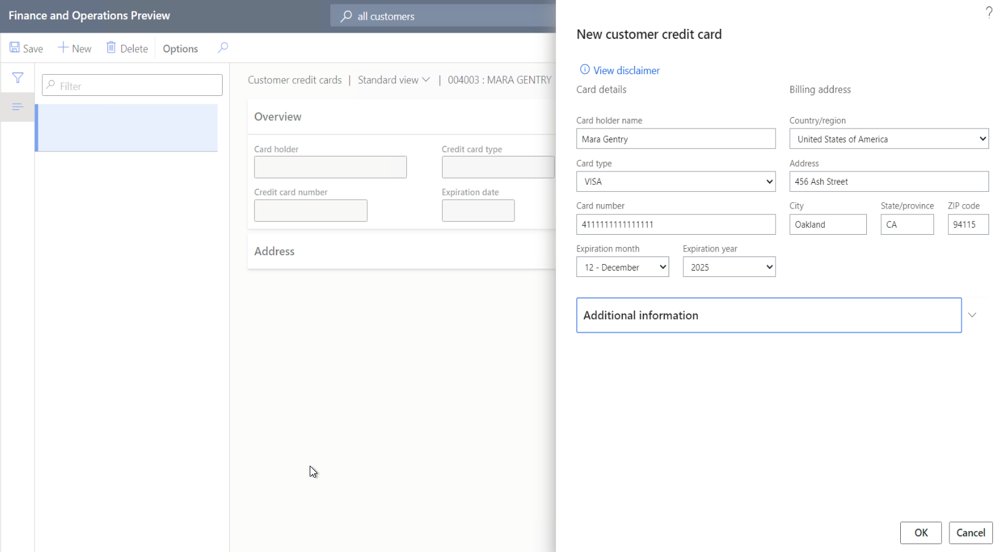 Finance and Operations Preview
all customers
?
Save
New
Delete
Options
Filter
Customer credit cards | Standard view | 004003 : MARA GENTRY
Overview
Card holder
Credit card type
Credit card number
Expiration date
Address
New customer credit card
View disclaimer
Card details
Card holder name
Mara Gentry
Card type
VISA
Card number
4111111111111111
Expiration month
12 - December
Expiration year
2025
Billing address
Country/region
United States of America
Address
456 Ash Street
City
Oakland
State/province
CA
ZIP code
94115
Additional information
OK
Cancel